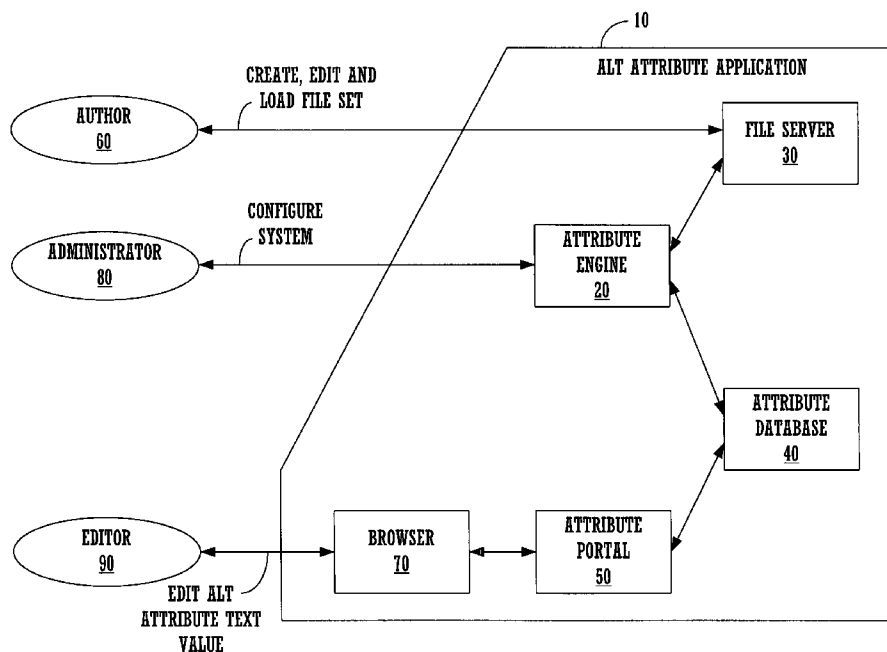 10
ALT ATTRIBUTE APPLICATION
CREATE, EDIT AND
LOAD FILE SET
AUTHOR
60
FILE SERVER
30
CONFIGURE
SYSTEM
ADMINISTRATOR
80
ATTRIBUTE
ENGINE
20
ATTRIBUTE
DATABASE
40
EDITOR
90
BROWSER
70
ATTRIBUTE
PORTAL
50
EDIT ALT
ATTRIBUTE TEXT
VALUE